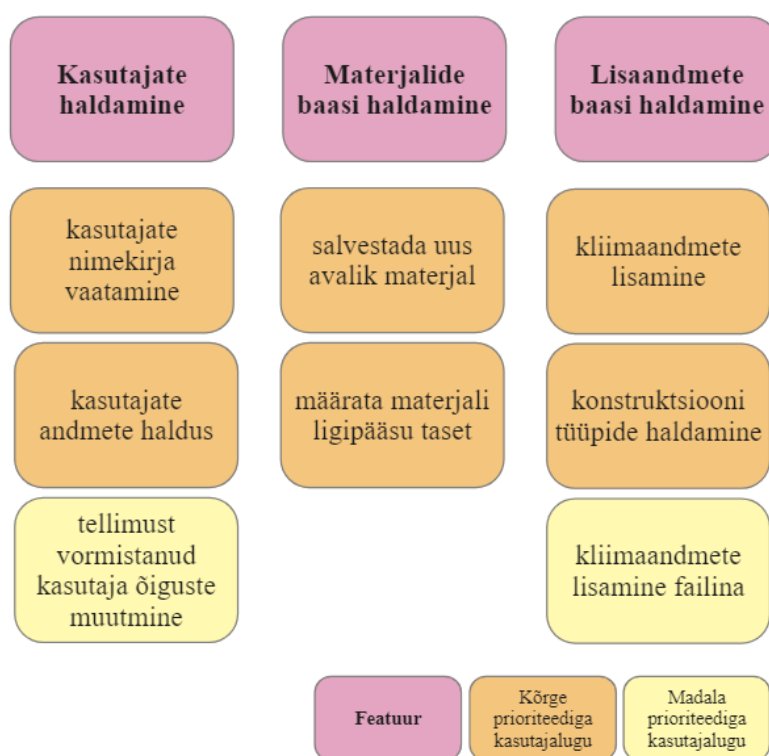 Kasutajate
haldamine
Materjalide
baasi haldamine
Lisaandmete
baasi haldamine
kasutajate
nimekirja
vaatamine
salvestada uus
avalik materjal
kliimaandmete
lisamine
kasutajate
andmete haldus
määrata materjali
ligipääsu taset
konstruktsiooni
tüüpide haldamine
tellimust
vormistanud
kasutaja õiguste
muutmine
kliimaandmete
lisamine failina
Featuur
Kõrge
prioriteediga
kasutajalugu
Madala
prioriteediga
kasutajalugu